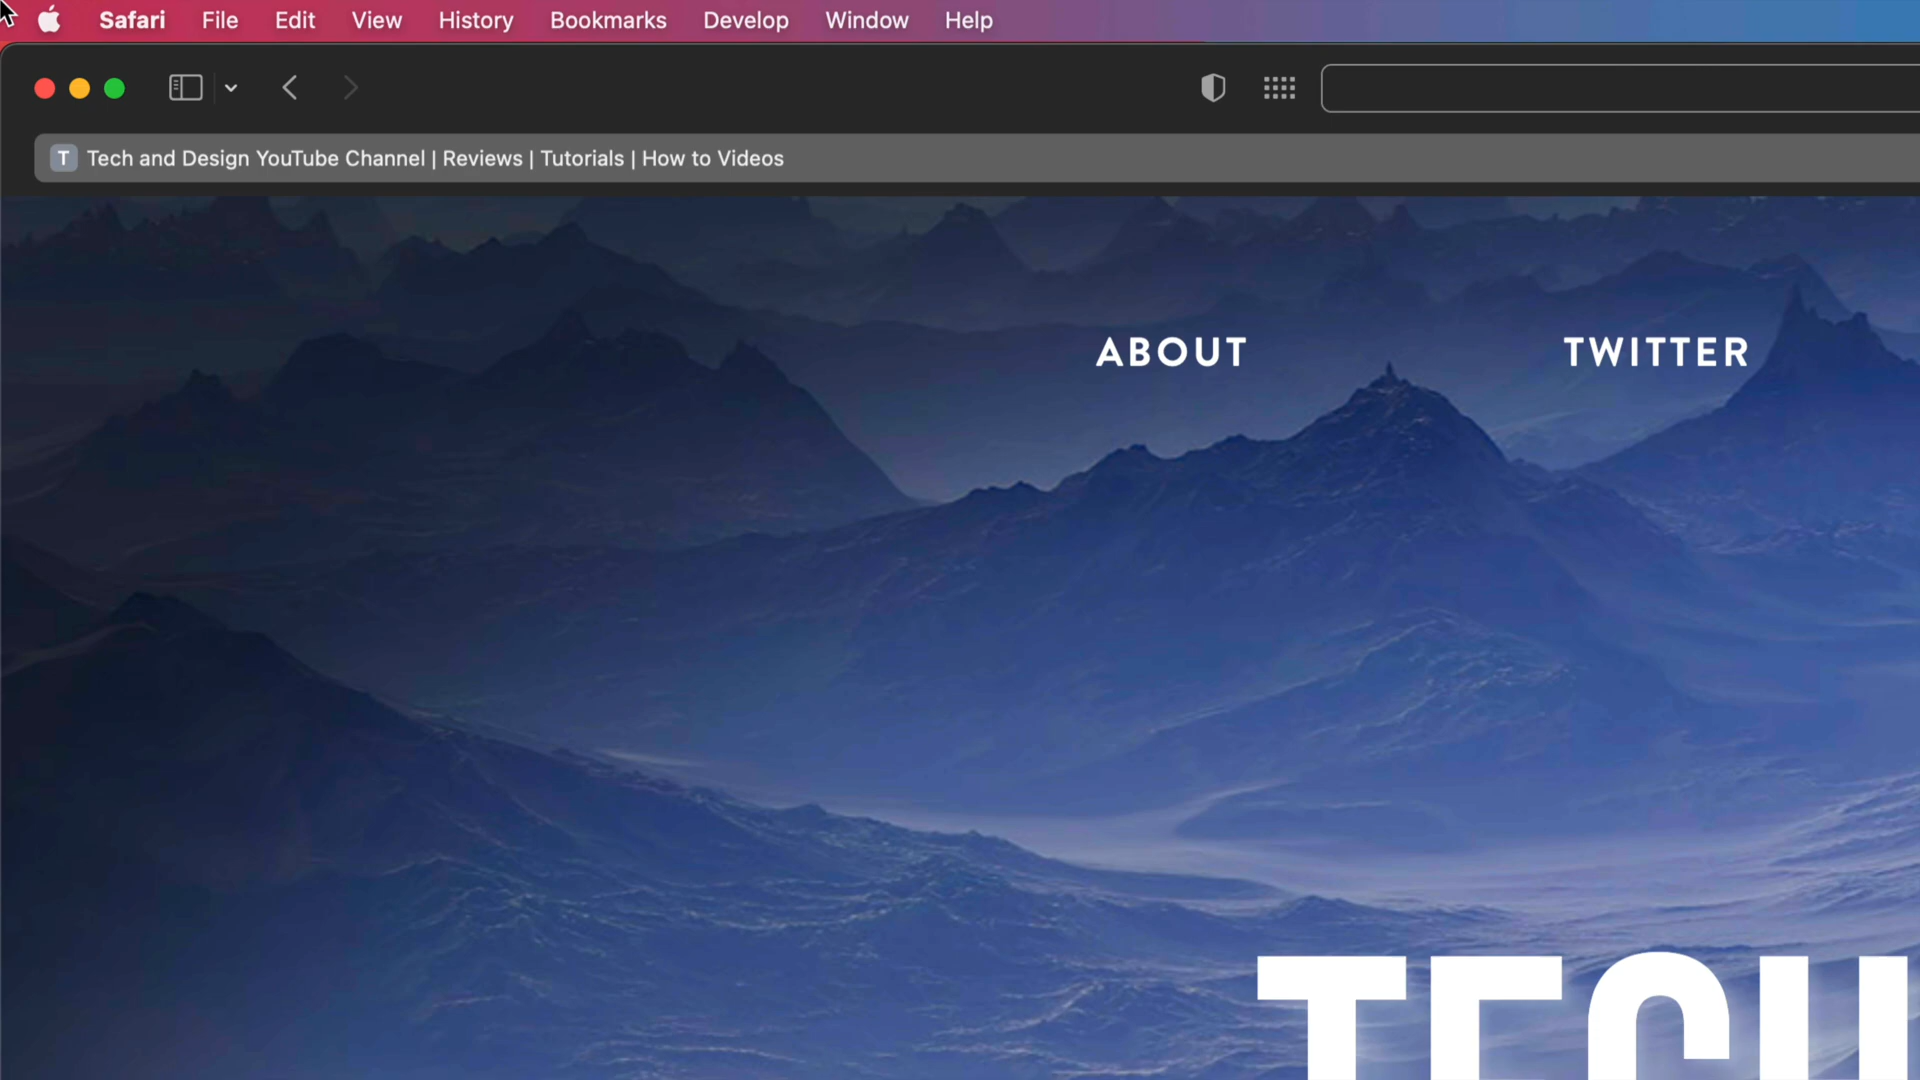 Safari File Edit View History Bookmarks Develop Window Help
T Tech and Design YouTube Channel | Reviews | Tutorials | How to Videos
ABOUT TWITTER
TECH